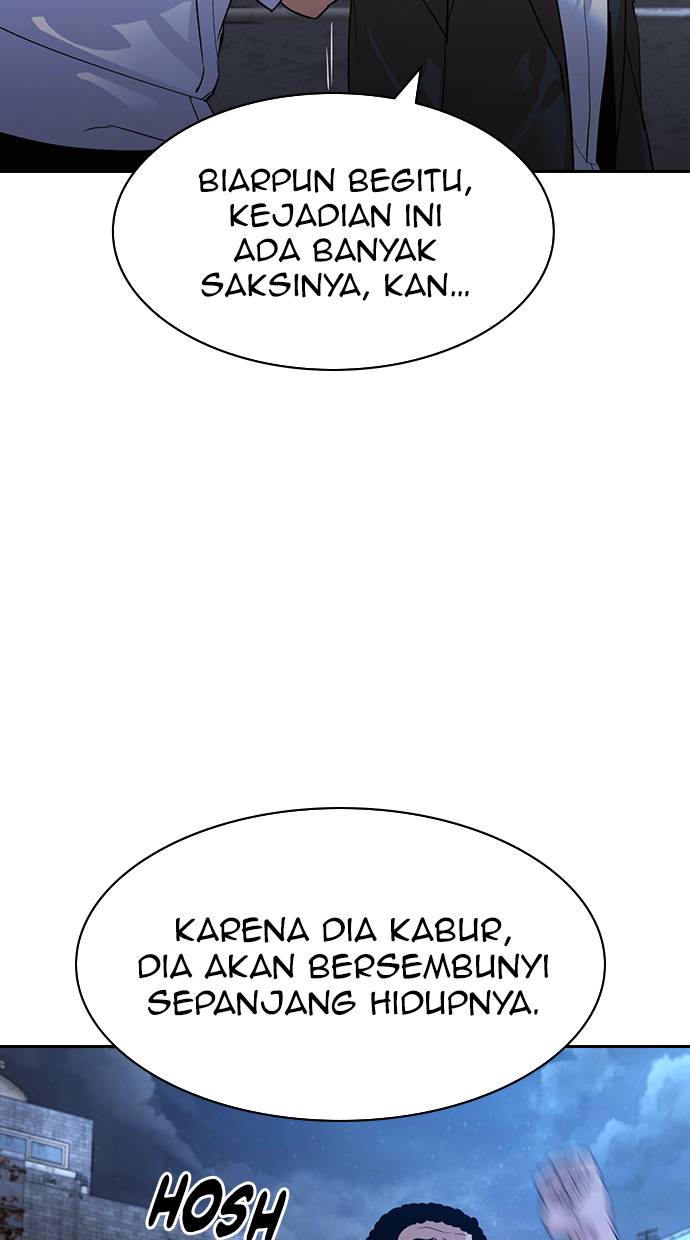 BIARPUN BEGITU,
KEJADIAN INI
ADA BANYAK
SAKSINYA, KAN...
KARENA DIA KABUR,
DIA AKAN BERSEMBUNYI
SEPANJANG HIDUPNYA.
HOSH